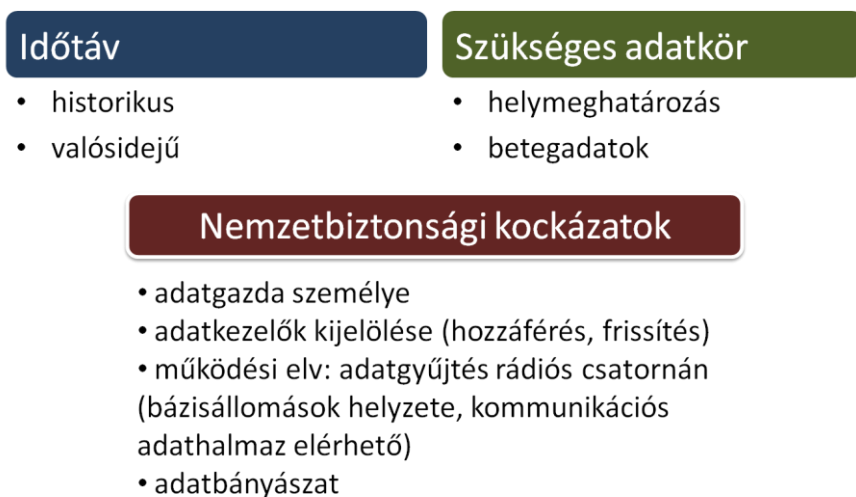 Időtáv
• historikus
• valósidejű
Szükséges adatkör
• helymeghatározás
• betegadatok
Nemzetbiztonsági kockázatok
• adatgazda személye
• adatkezelők kijelölése (hozzáférés, frissítés)
• működési elv: adatgyűjtés rádiós csatornán
(bázisállomások helyzete, kommunikációs
adathalmaz elérhető)
• adatbányászat